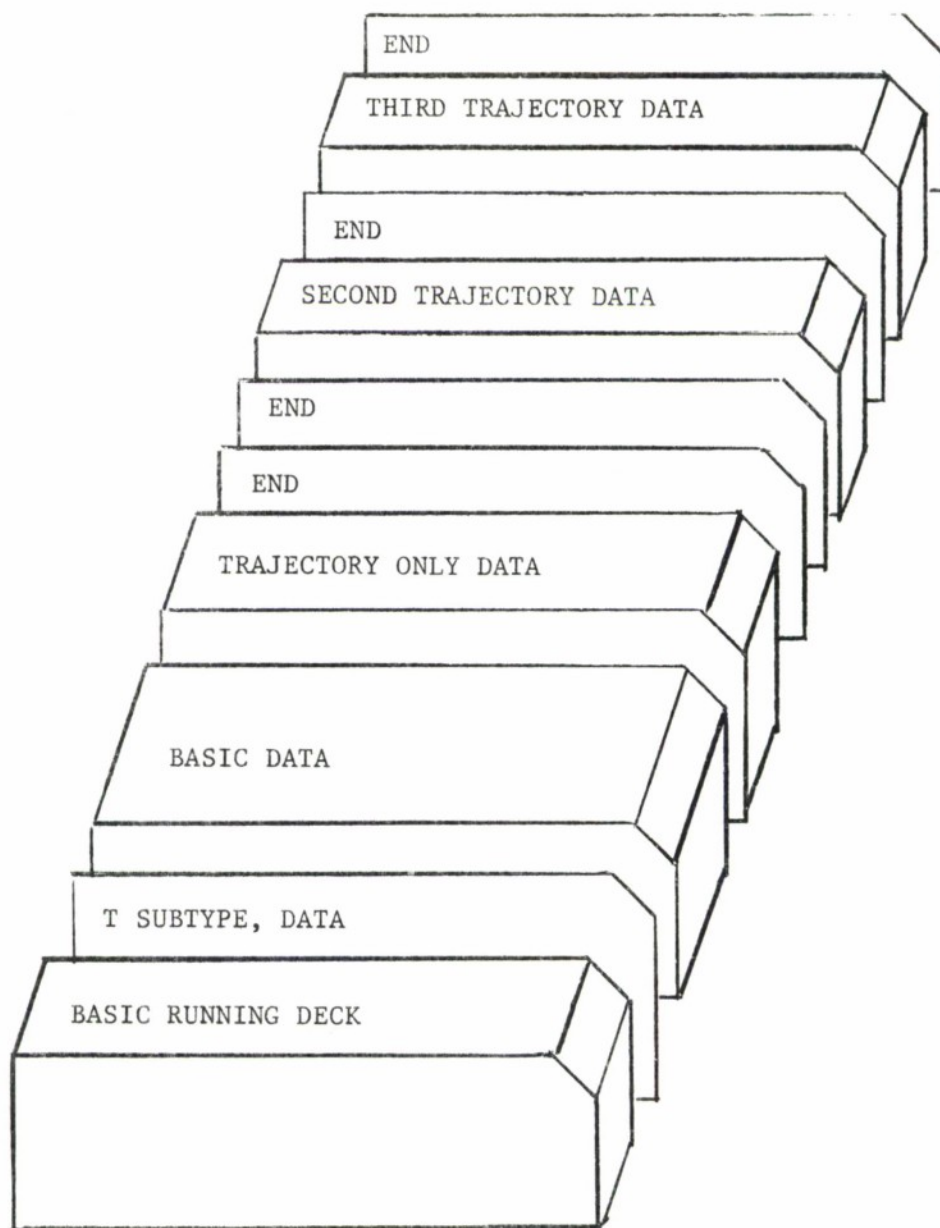 END
THIRD TRAJECTORY DATA
END
SECOND TRAJECTORY DATA
END
END
TRAJECTORY ONLY DATA
BASIC DATA
T SUBTYPE, DATA
BASIC RUNNING DECK